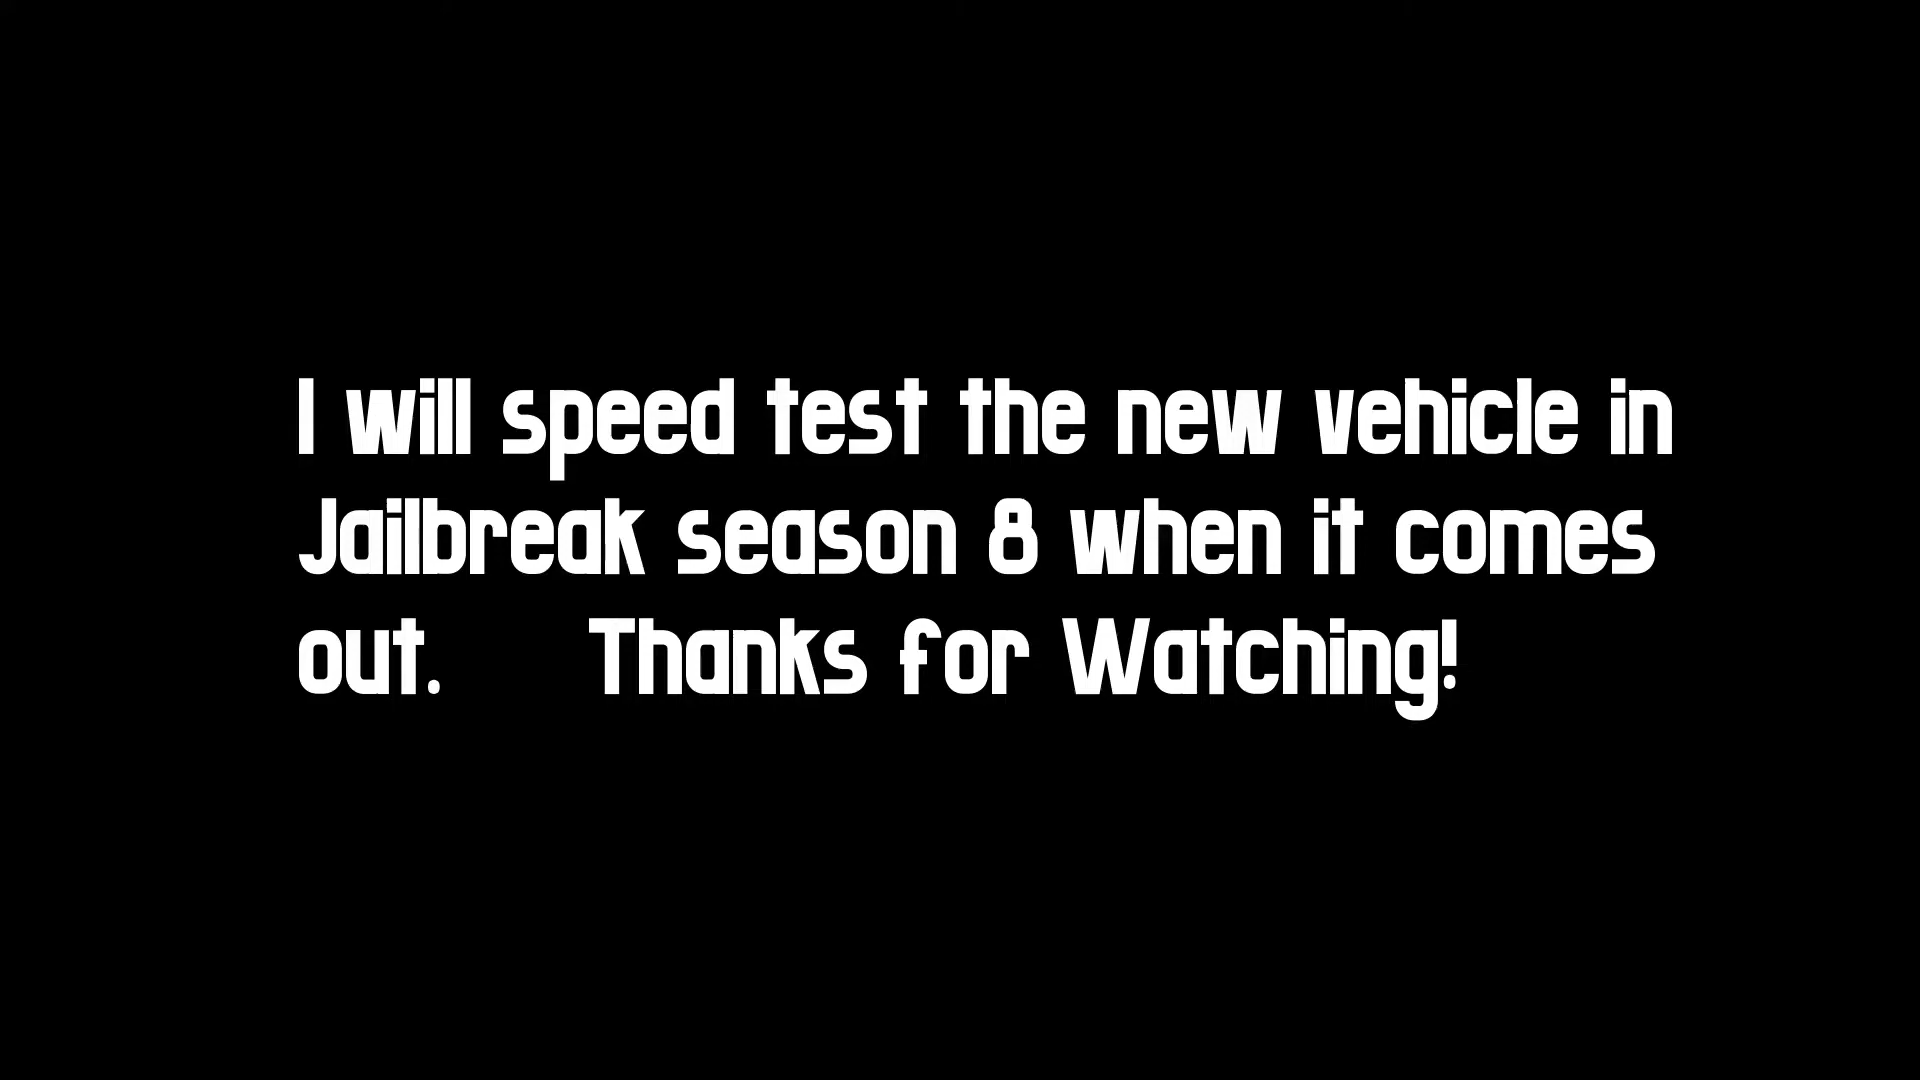 I will speed test the new vehicle in
Jailbreak season 8 when it comes
out. Thanks for Watching!